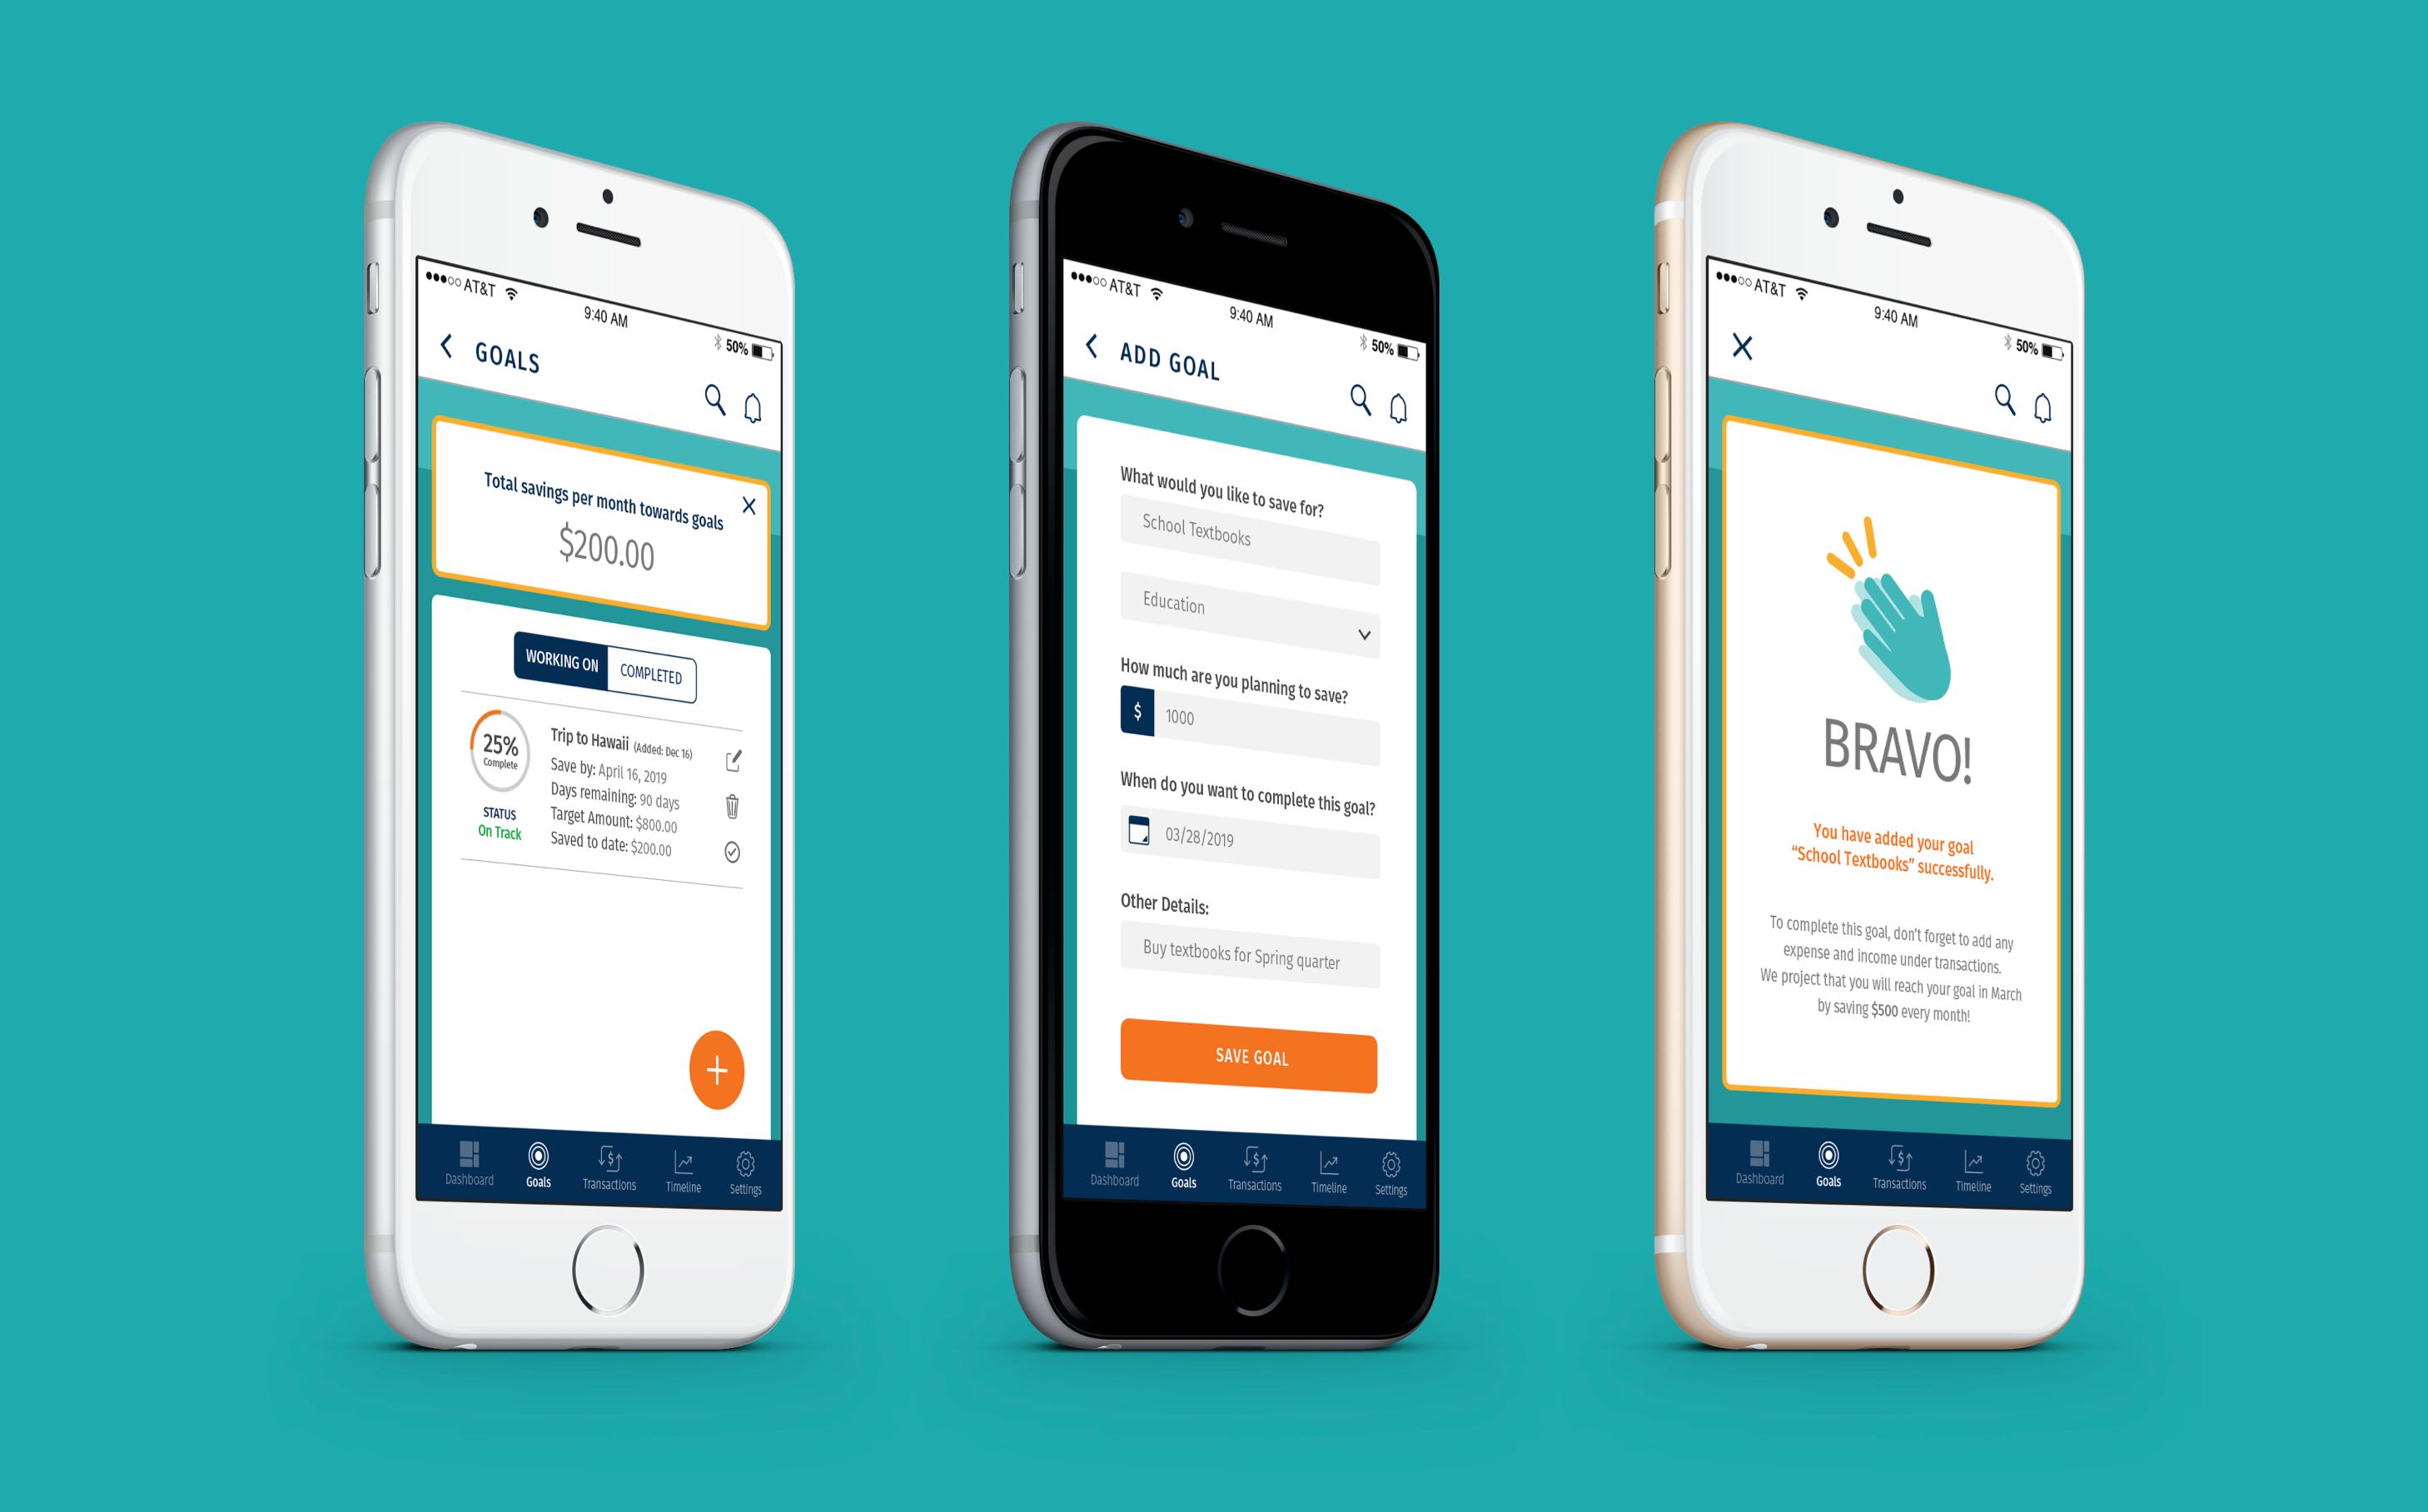 AT&T
9:40 AM
50%
GOALS
Total savings per month towards goals
$200.00
WORKING ON COMPLETED
25%
Complete
STATUS
On Track
Trip to Hawaii (Added: Dec 16)
Save by: April 16, 2019
Days remaining: 90 days
Target Amount: $800.00
Saved to date: $200.00
+
Dashboard Goals Transactions Timeline Settings
AT&T
9:40 AM
50%
ADD GOAL
What would you like to save for?
School Textbooks
Education
How much are you planning to save?
$ 1000
When do you want to complete this goal?
03/28/2019
Other Details:
Buy textbooks for Spring quarter
SAVE GOAL
Dashboard Goals Transactions Timeline Settings
AT&T
9:40 AM
50%
BRAVO!
You have added your goal
“School Textbooks” successfully.
To complete this goal, don't forget to add any
expense and income under transactions.
We project that you will reach your goal in March
by saving $500 every month!
Dashboard Goals Transactions Timeline Settings